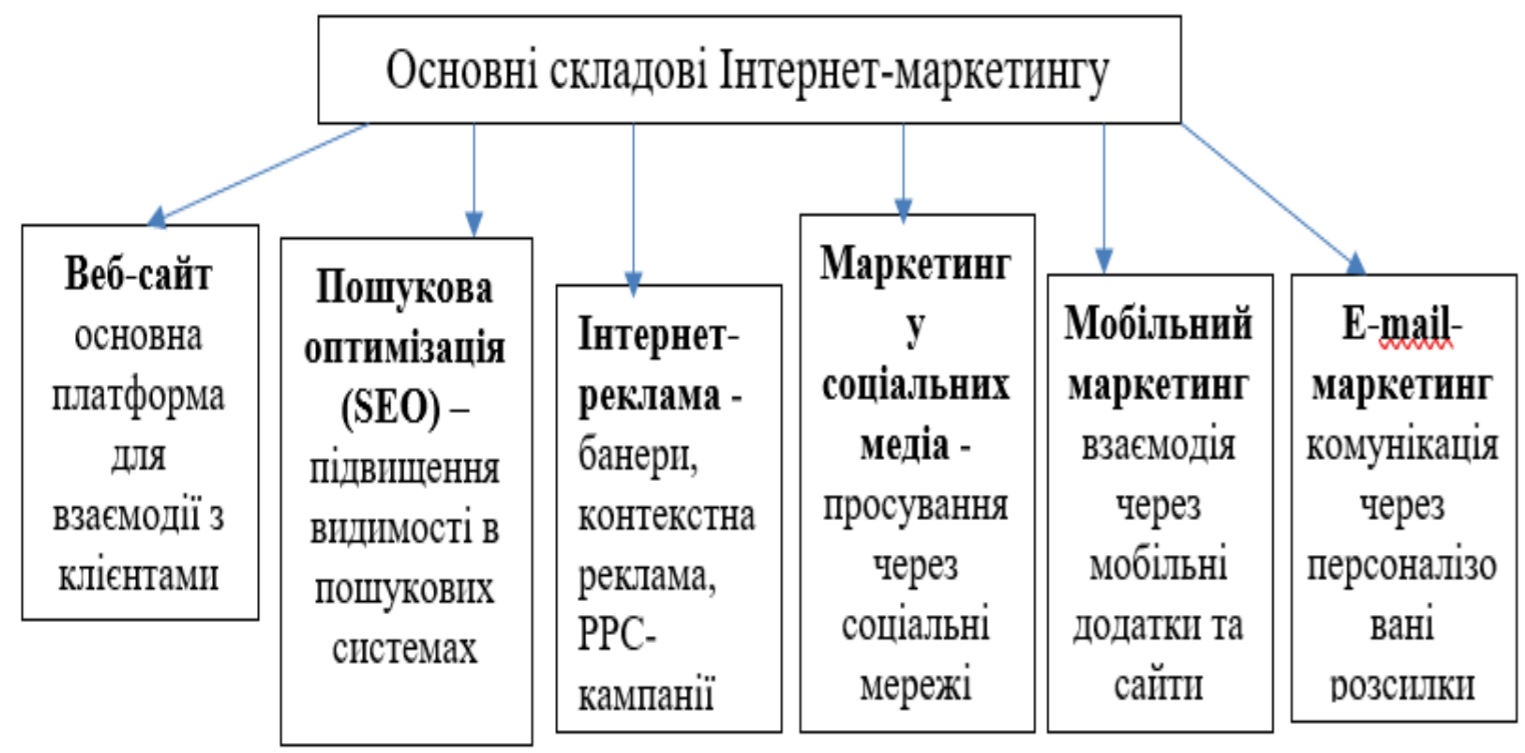 Основні складові Інтернет-маркетингу
Веб-сайт
основна
платформа
для
взаємодії з
клієнтами
Пошукова
оптимізація
(SEO) –
підвищення
видимості в
пошукових
системах
Інтернет-
реклама -
банери,
контекстна
реклама,
PPC-
кампанії
Маркетинг
у
соціальних
медіа -
просування
через
соціальні
мережі
Мобільний
маркетинг
взаємодія
через
мобільні
додатки та
сайти
E-mail-
маркетинг
комунікація
через
персоналізо
вані
розсилки